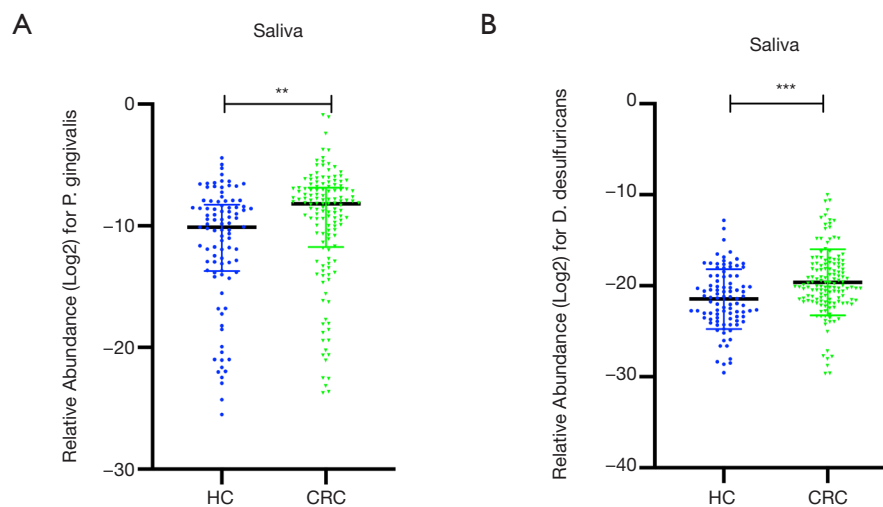 A
Saliva
**
Relative Abundance (Log2) for P. gingivalis
0
−10
−20
−30
HC
CRC
B
Saliva
***
Relative Abundance (Log2) for D. desulfuricans
0
−10
−20
−30
−40
HC
CRC